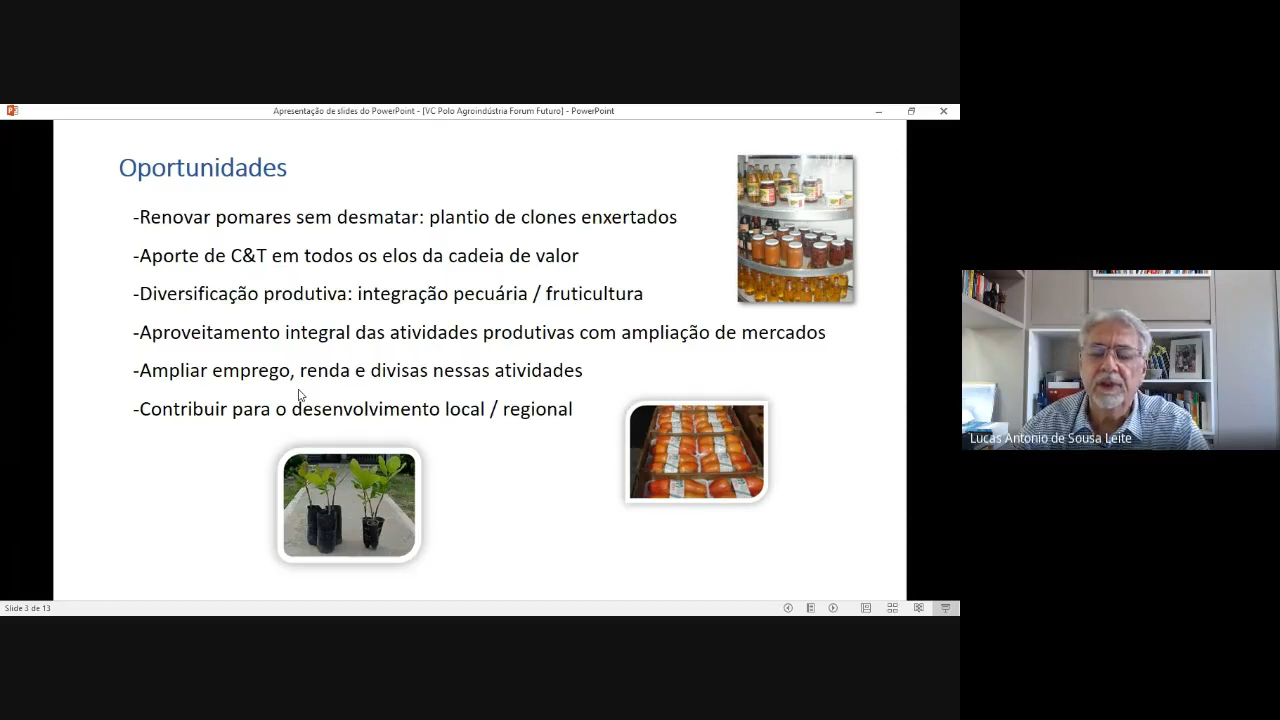 Apresentação de slides do PowerPoint - [VC Polo Agroindústria Forum Futuro] - PowerPoint
Oportunidades
-Renovar pomares sem desmatar: plantio de clones enxertados
-Aporte de C&T em todos os elos da cadeia de valor
-Diversificação produtiva: integração pecuária / fruticultura
-Aproveitamento integral das atividades produtivas com ampliação de mercados
-Ampliar emprego, renda e divisas nessas atividades
-Contribuir para o desenvolvimento local / regional
Slide 3 de 13
Lucas Antonio de Sousa Leite